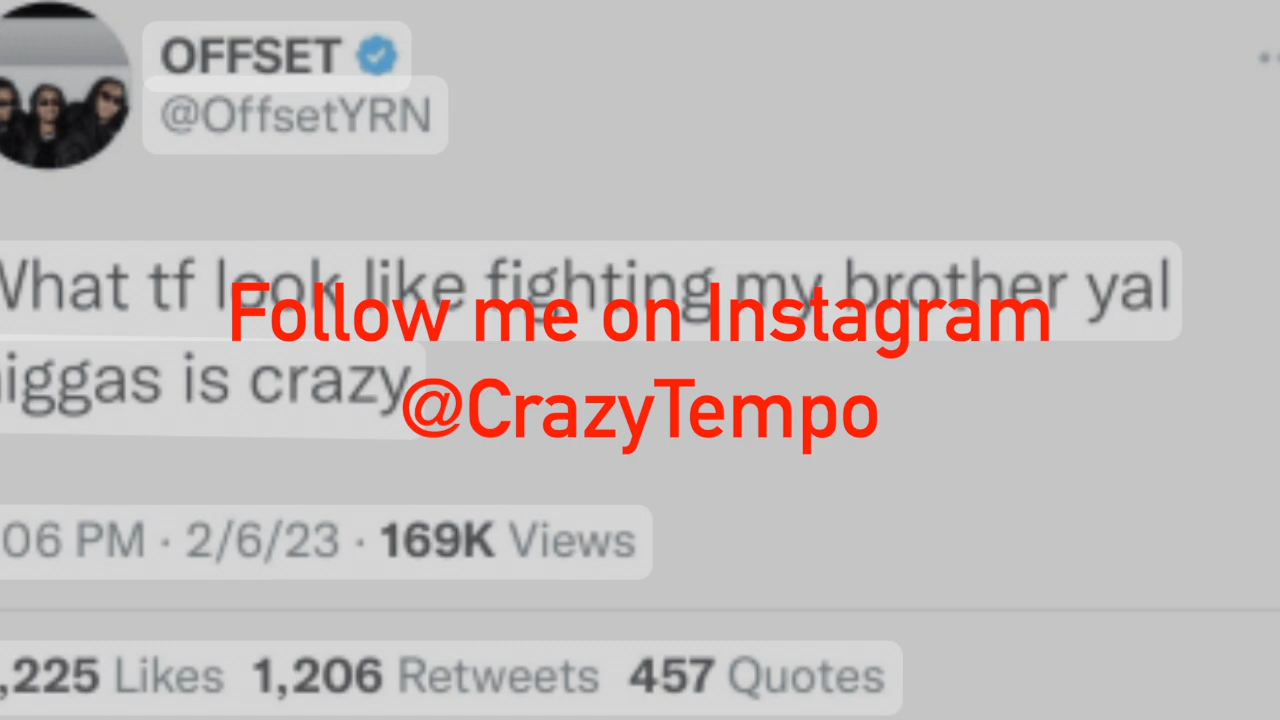 OFFSET
@OffsetYRN
What tf look like fighting my brother yal
niggas is crazy
Follow me on Instagram
@CrazyTempo
06 PM · 2/6/23 · 169K Views
,225 Likes 1,206 Retweets 457 Quotes